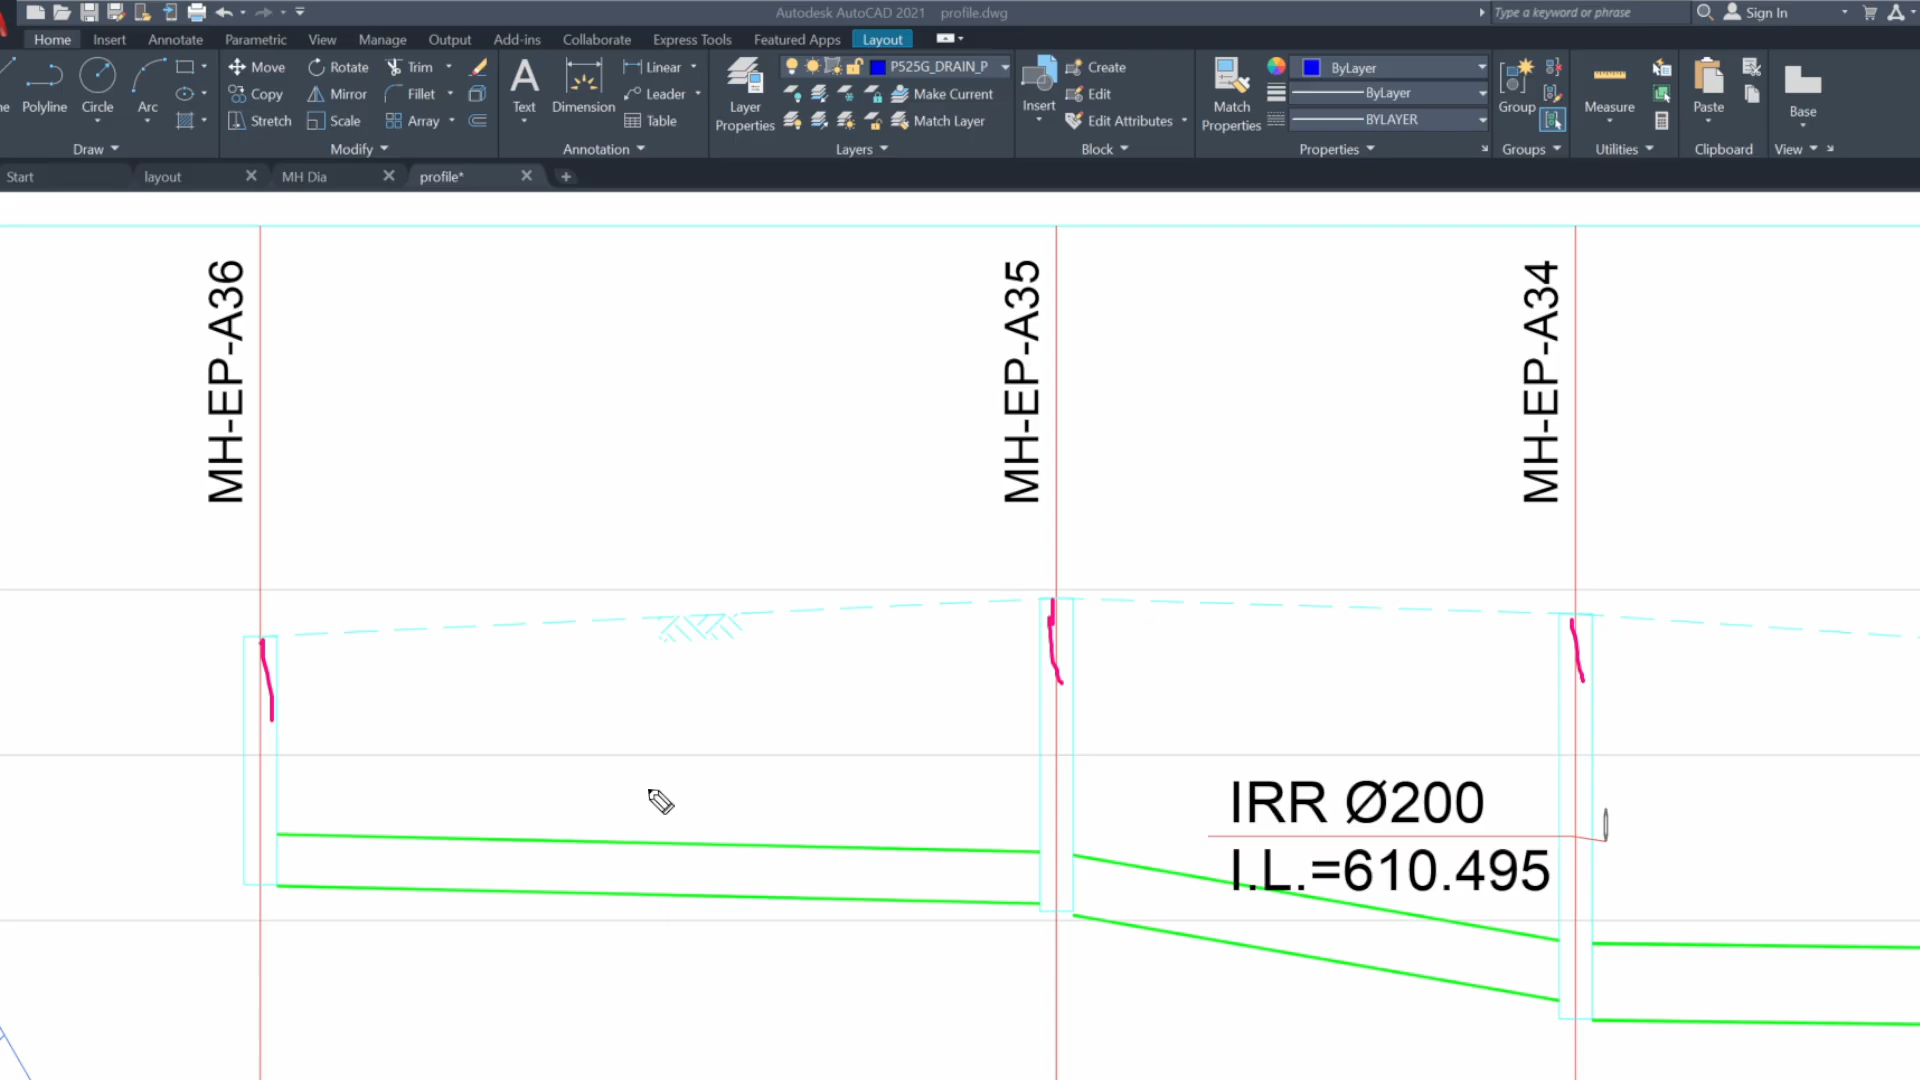 Autodesk AutoCAD 2021 profile.dwg
Type a keyword or phrase
Sign In
Home Insert Annotate Parametric View Manage Output Add-ins Collaborate Express Tools Featured Apps Layout
Polyline
Circle
Arc
Draw
Move
Rotate
Trim
Copy
Mirror
Fillet
Stretch
Scale
Array
Modify
Text
Dimension
Linear
Leader
Table
Annotation
Layer
Properties
P525G_DRAIN_P
Make Current
Match Layer
Layers
Insert
Create
Edit
Edit Attributes
Block
Match
Properties
ByLayer
ByLayer
BYLAYER
Properties
Group
Groups
Measure
Utilities
Paste
Clipboard
Base
View
Start
layout
MH Dia
profile*
MH-EP-A36
MH-EP-A35
MH-EP-A34
IRR Ø200
I.L.=610.495